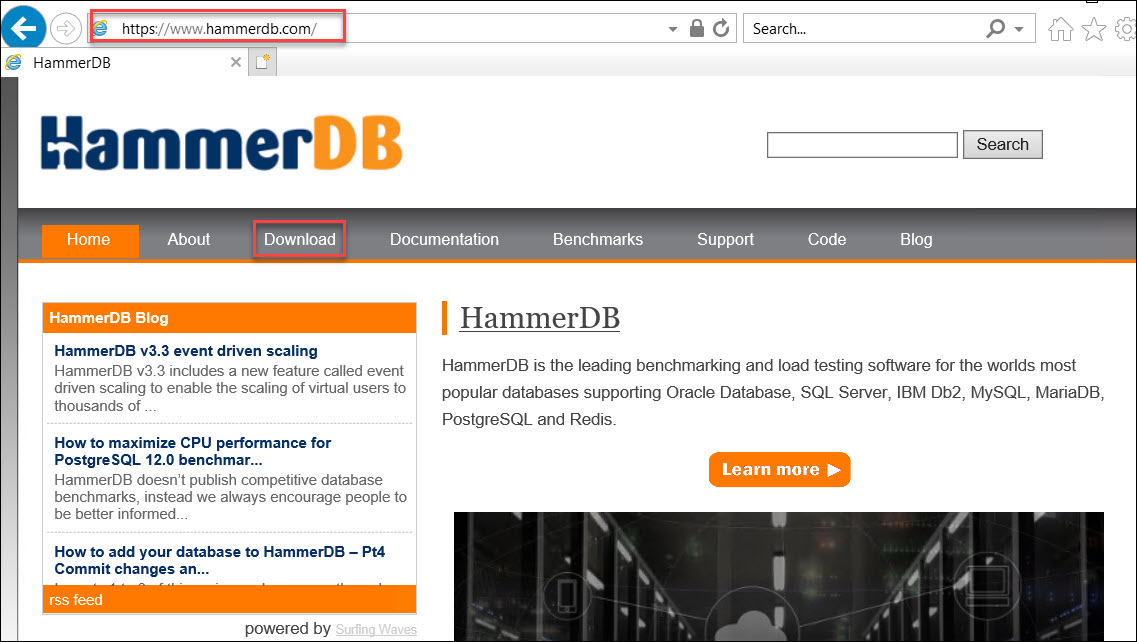 https://www.hammerdb.com/
Search...
HammerDB
HammerDB
Search
Home About Download Documentation Benchmarks Support Code Blog
HammerDB Blog
HammerDB v3.3 event driven scaling
HammerDB v3.3 includes a new feature called event
driven scaling to enable the scaling of virtual users to
thousands of ...
How to maximize CPU performance for
PostgreSQL 12.0 benchmar...
HammerDB doesn’t publish competitive database
benchmarks, instead we always encourage people to
be better informed...
How to add your database to HammerDB – Pt4
Commit changes an...
rss feed
powered by Surfing Waves
HammerDB
HammerDB is the leading benchmarking and load testing software for the worlds most
popular databases supporting Oracle Database, SQL Server, IBM Db2, MySQL, MariaDB,
PostgreSQL and Redis.
Learn more